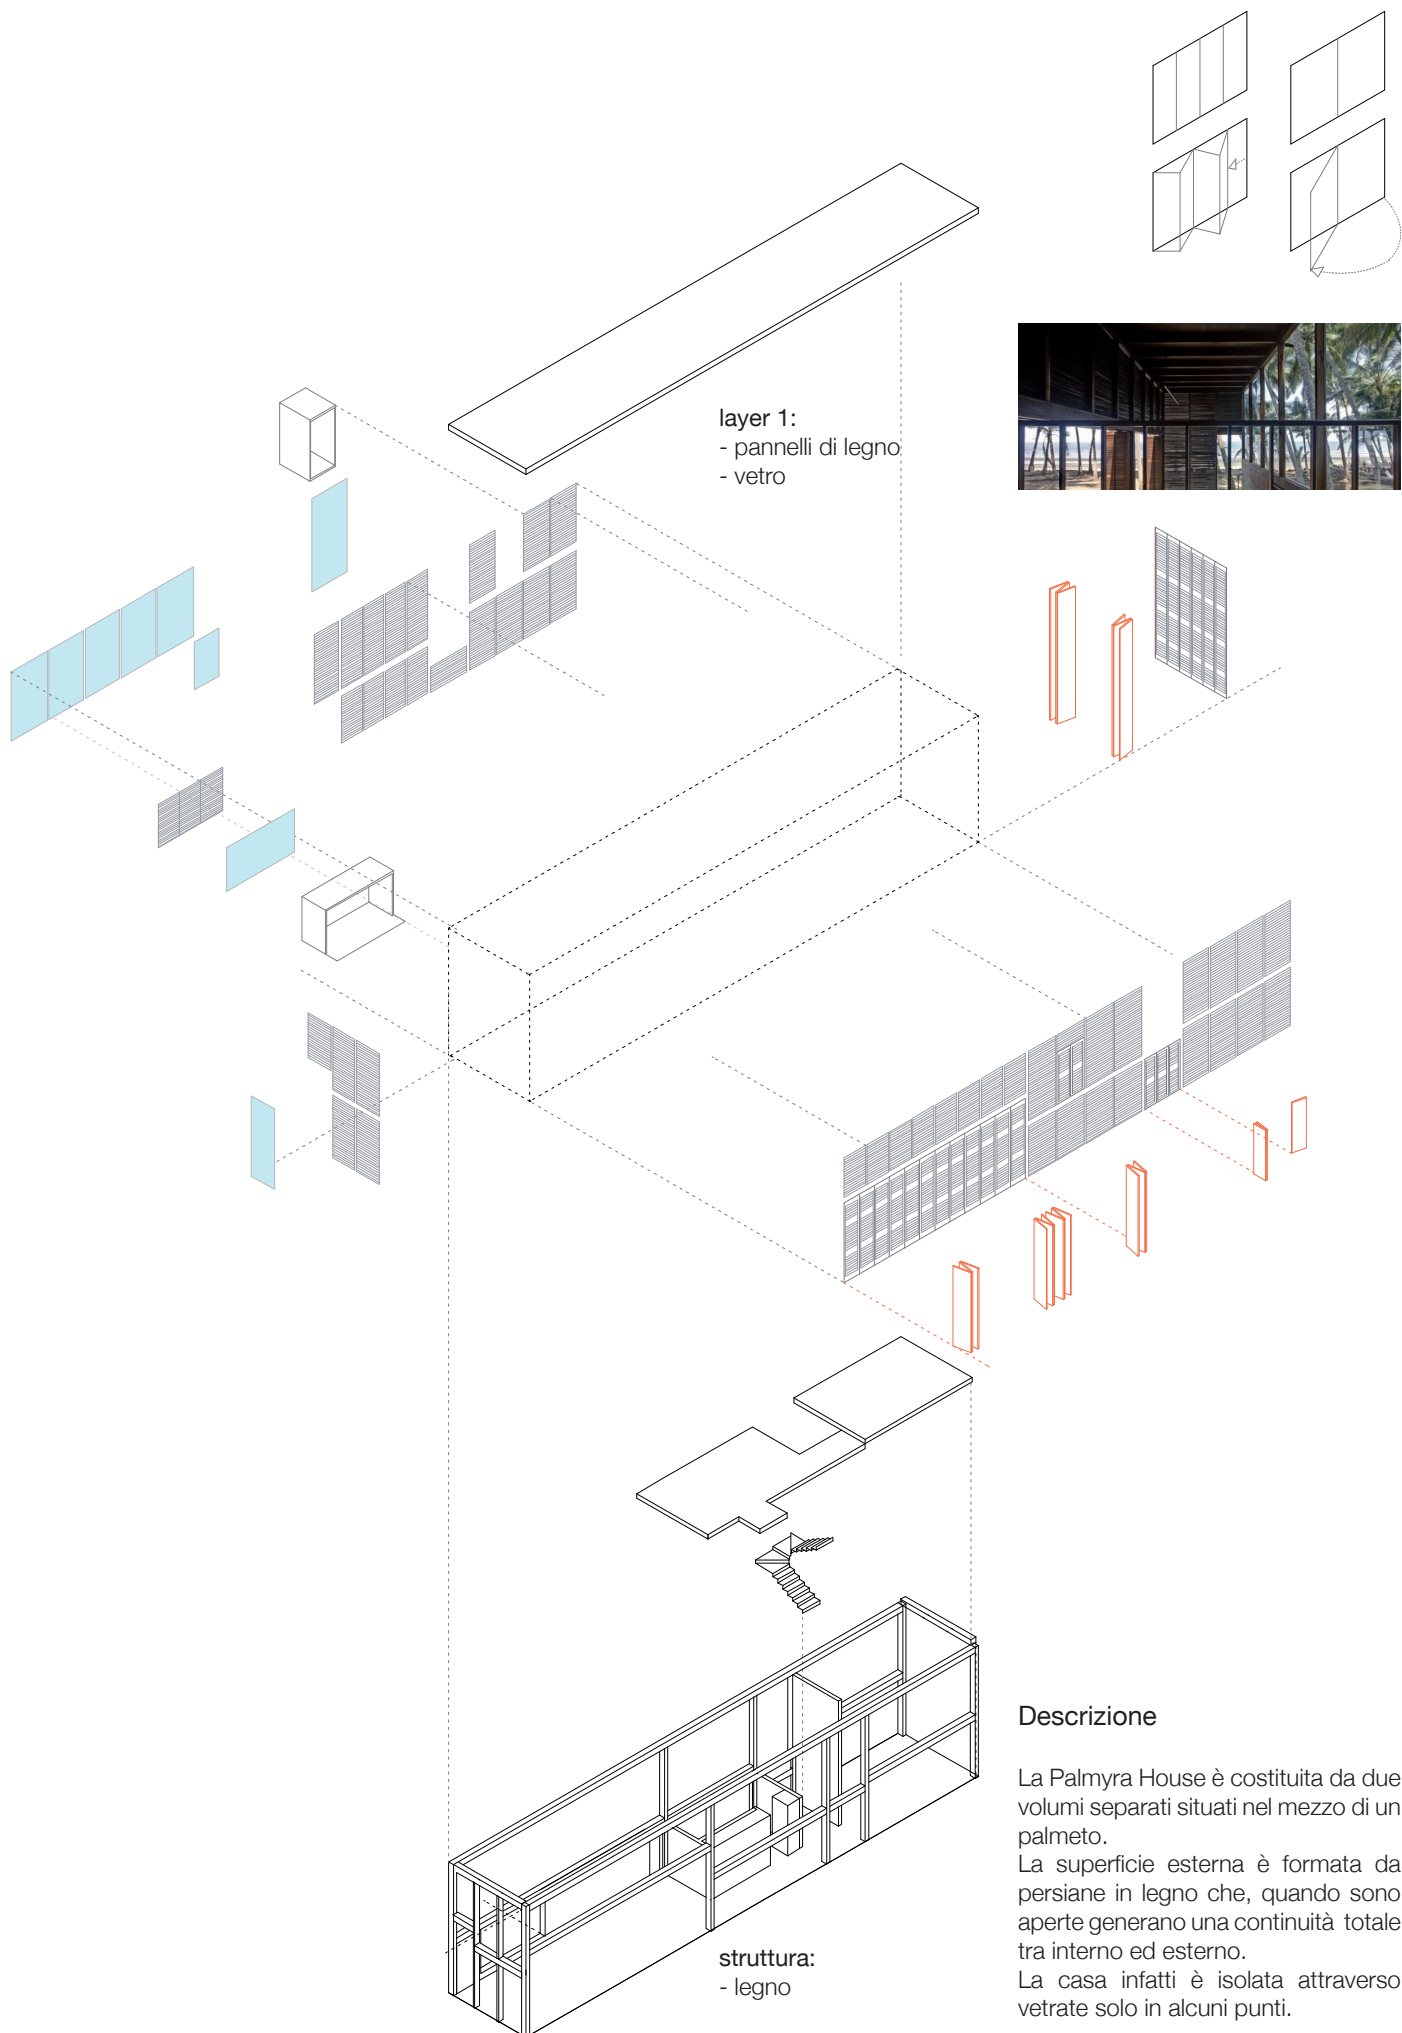 layer 1:
- pannelli di legno
- vetro
struttura:
- legno
Descrizione
La Palmyra House è costituita da due
volumi separati situati nel mezzo di un
palmeto.
La superficie esterna è formata da
persiane in legno che, quando sono
aperte generano una continuità totale
tra interno ed esterno.
La casa infatti è isolata attraverso
vetrate solo in alcuni punti.